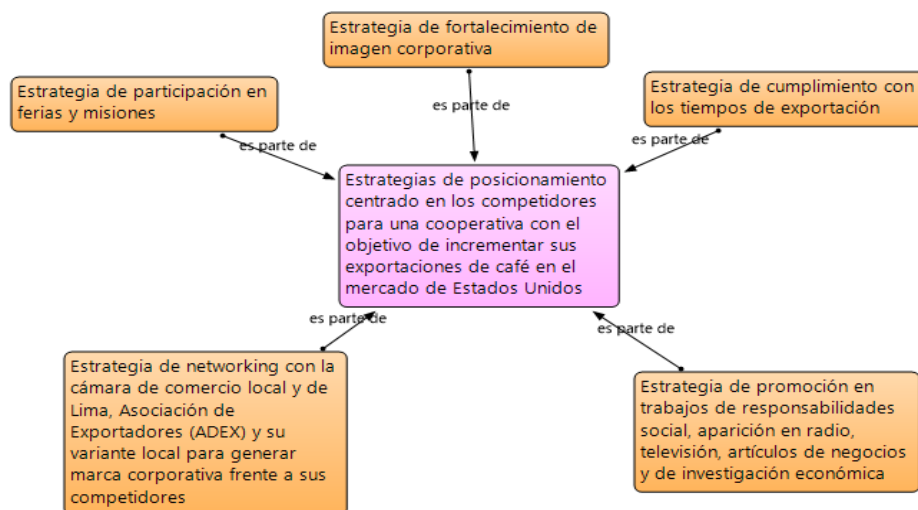 Estrategia de fortalecimiento de
imagen corporativa
Estrategia de participación en
ferias y misiones
Estrategia de cumplimiento con
los tiempos de exportación
es parte de
es parte de
es parte de
Estrategias de posicionamiento
centrado en los competidores
para una cooperativa con el
objetivo de incrementar sus
exportaciones de café en el
mercado de Estados Unidos
es parte de
es parte de
Estrategia de networking con la
cámara de comercio local y de
Lima, Asociación de
Exportadores (ADEX) y su
variante local para generar
marca corporativa frente a sus
competidores
Estrategia de promoción en
trabajos de responsabilidades
social, aparición en radio,
televisión, artículos de negocios
y de investigación económica